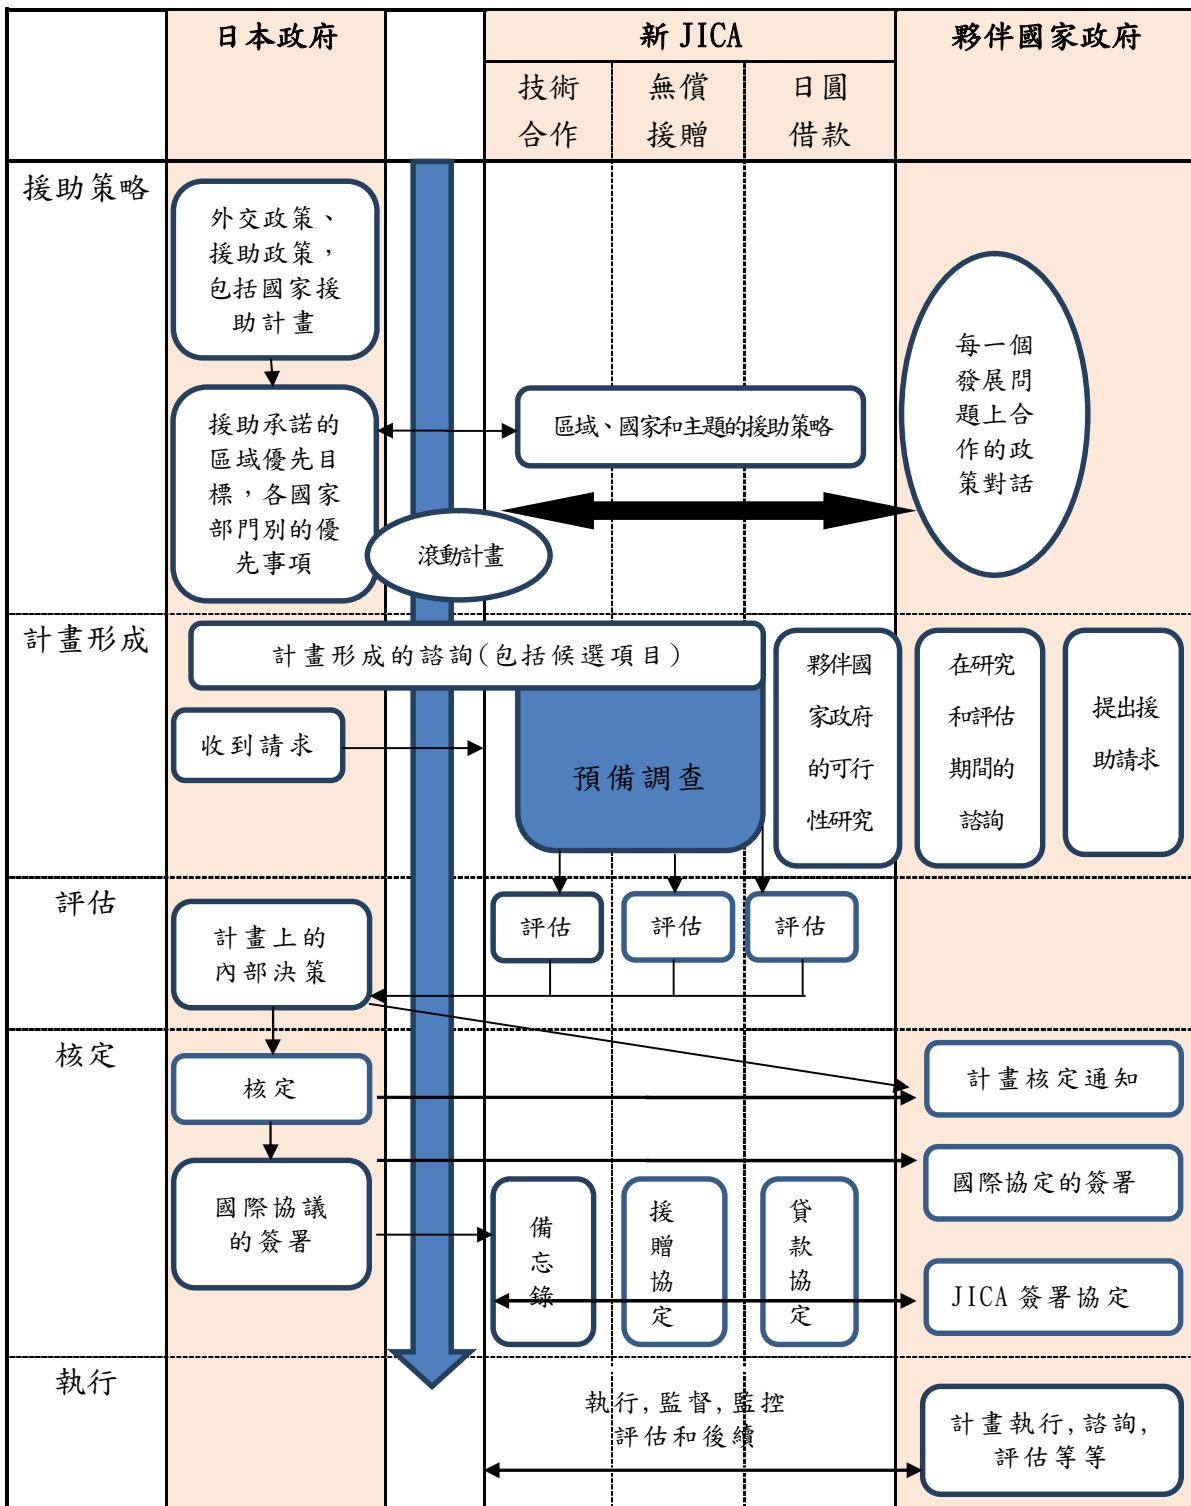 日本政府
新 JICA
夥伴國家政府
技術
合作
無償
援贈
日圓
借款
援助策略
外交政策、
援助政策，
包括國家援
助計畫
援助承諾的
區域優先目
標，各國家
部門別的優
先事項
區域、國家和主題的援助策略
每一個
發展問
題上合
作的政
策對話
滾動計畫
計畫形成
計畫形成的諮詢(包括候選項目)
收到請求
預備調查
夥伴國
家政府
的可行
性研究
在研究
和評估
期間的
諮詢
提出援
助請求
評估
計畫上的
內部決策
評估
評估
評估
核定
核定
計畫核定通知
國際協議
的簽署
國際協定的簽署
備
忘
錄
援
贈
協
定
貸
款
協
定
JICA 簽署協定
執行
執行,監督,監控
評估和後續
計畫執行,諮詢,
評估等等